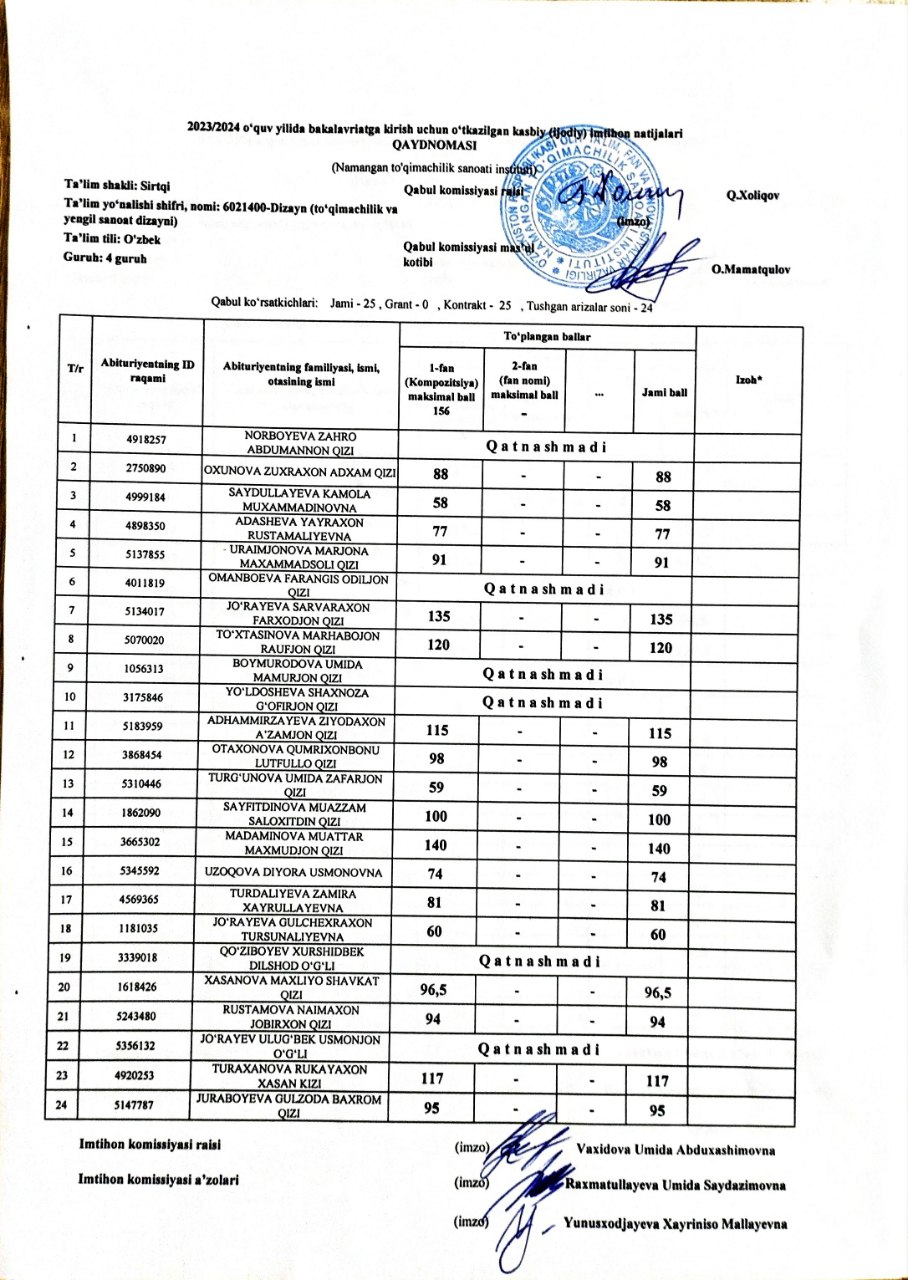 2023/2024 o‘quv yilida bakalavriatga kirish uchun o‘tkazilgan kasbiy (ijodiy) imtihon natijalari
QAYDNOMASI
(Namangan to'qimachilik sanoati instituti)
Ta’lim shakli: Sirtqi
Qabul komissiyasi raisi
Q.Xoliqov
(imzo)
Ta’lim yo‘nalishi shifri, nomi: 6021400-Dizayn (to‘qimachilik va
yengil sanoat dizayni)
Ta’lim tili: O'zbek
Qabul komissiyasi mas’ul
kotibi
O.Mamatqulov
Guruh: 4 guruh
Qabul ko‘rsatkichlari: Jami - 25 , Grant - 0 , Kontrakt - 25 , Tushgan arizalar soni - 24
T/r
Abituriyentning ID
raqami
Abituriyentning familiyasi, ismi,
otasining ismi
To‘plangan ballar
1-fan
(Kompozitsiya)
maksimal ball
156
2-fan
(fan nomi)
maksimal ball
–
...
Jami ball
Izoh*
1 4918257 NORBOYEVA ZAHRO
ABDUMANNON QIZI
Qatnashmadi
2 2750890 OXUNOVA ZUXRAXON ADXAM QIZI 88 - - 88
3 4999184 SAYDULLAYEVA KAMOLA
MUXAMMADINOVNA 58 - - 58
4 4898350 ADASHEVA YAYRAXON
RUSTAMALIYEVNA 77 - - 77
5 5137855 URAIMJONOVA MARJONA
MAXAMMADSOLI QIZI 91 - - 91
6 4011819 OMANBOEVA FARANGIS ODILJON
QIZI
Qatnashmadi
7 5134017 JO‘RAYEVA SARVARAXON
FARXODJON QIZI 135 - - 135
8 5070020 TO‘XTASINOVA MARHABOJON
RAUFJON QIZI 120 - - 120
9 1056313 BOYMURODOVA UMIDA
MAMURJON QIZI
Qatnashmadi
10 3175846 YO‘LDOSHEVA SHAXNOZA
G‘OFIRJON QIZI
Qatnashmadi
11 5183959 ADHAMMIRZAYEVA ZIYODAXON
A’ZAMJON QIZI 115 - - 115
12 3868454 OTAXONOVA QUMRIXONBONU
LUTFULLO QIZI 98 - - 98
13 5310446 TURG‘UNOVA UMIDA ZAFARJON
QIZI 59 - - 59
14 1862090 SAYFITDINOVA MUAZZAM
SALOXITDIN QIZI 100 - - 100
15 3665302 MADAMINOVA MUATTAR
MAXMUDJON QIZI 140 - - 140
16 5345592 UZOQOVA DIYORA USMONOVNA 74 - - 74
17 4569365 TURDALIYEVA ZAMIRA
XAYRULLAYEVNA 81 - - 81
18 1181035 JO‘RAYEVA GULCHEXRAXON
TURSUNALIYEVNA 60 - - 60
19 3339018 QO‘ZIBOYEV XURSHIDBEK
DILSHOD O‘G‘LI
Qatnashmadi
20 1618426 XASANOVA MAXLIYO SHAVKAT
QIZI 96,5 - - 96,5
21 5243480 RUSTAMOVA NAIMAXON
JOBIRXON QIZI 94 - - 94
22 5356132 JO‘RAYEV ULUG‘BEK USMONJON
O‘G‘LI
Qatnashmadi
23 4920253 TURAXANOVA RUKAYAXON
XASAN KIZI 117 - - 117
24 5147787 JURABOYEVA GULZODA BAXROM
QIZI 95 - - 95
Imtihon komissiyasi raisi (imzo) Vaxidova Umida Abduxashimovna
Imtihon komissiyasi a’zolari (imzo) Raxmatullayeva Umida Saydazimovna
(imzo) Yunusxodjayeva Xayriniso Mallayevna